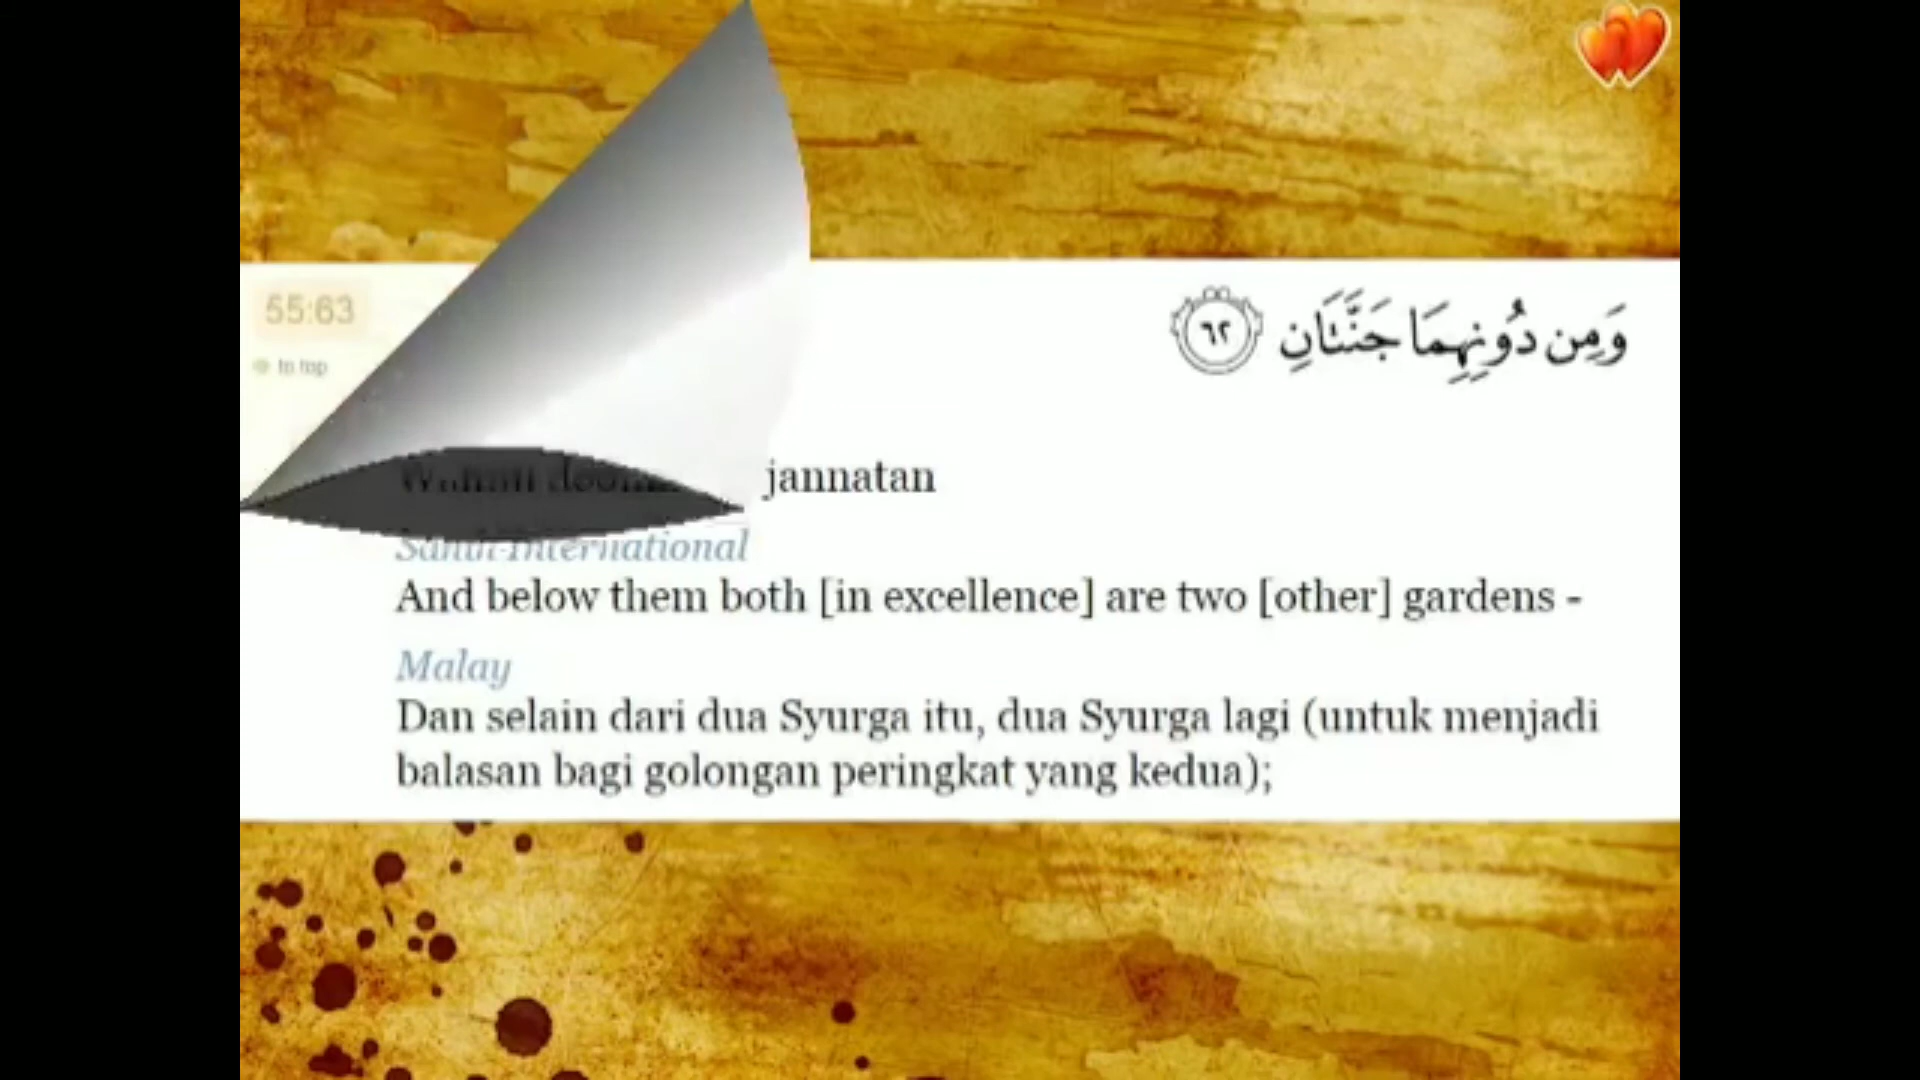 55:63
to top
وَمِن دُونِهِمَا جَنَّتَانِ ٦٢
jannatan
International
And below them both [in excellence] are two [other] gardens -
Malay
Dan selain dari dua Syurga itu, dua Syurga lagi (untuk menjadi
balasan bagi golongan peringkat yang kedua);